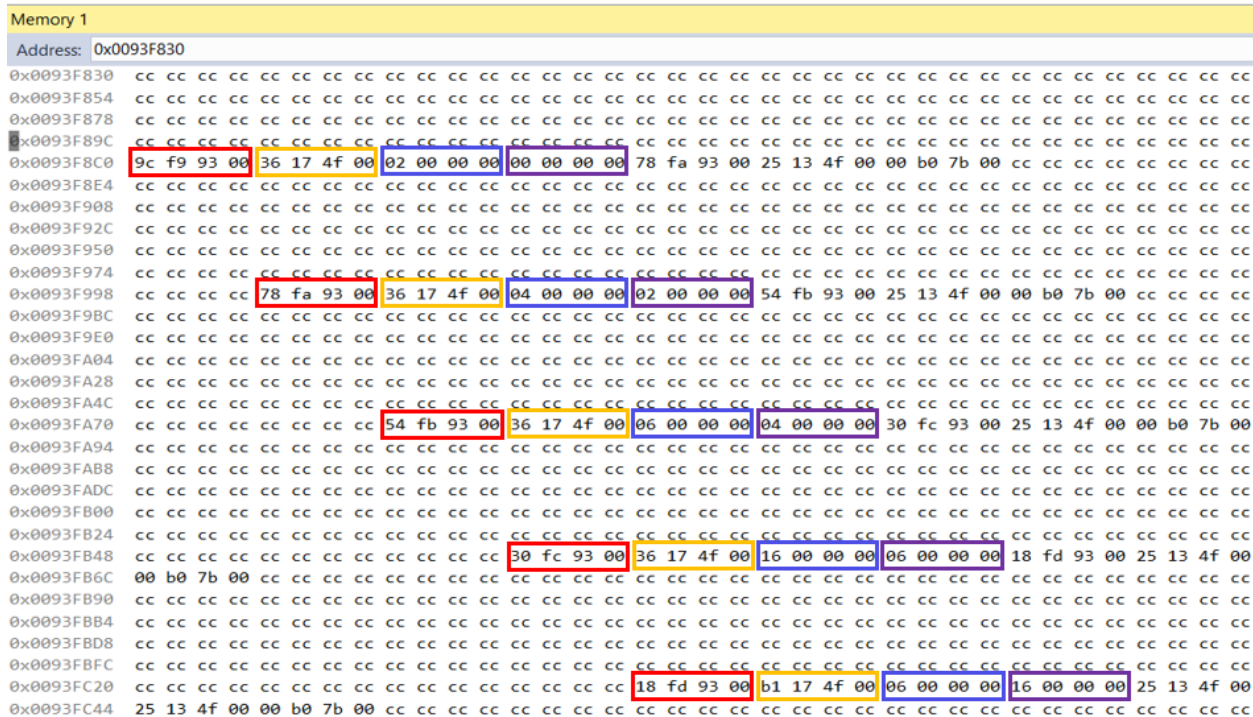 Memory 1
Address: 0x0093F830
0x0093F830 cc cc cc cc cc cc cc cc cc cc cc cc cc cc cc cc cc cc cc cc cc cc cc cc cc cc cc cc cc cc cc cc cc cc cc cc
0x0093F854 cc cc cc cc cc cc cc cc cc cc cc cc cc cc cc cc cc cc cc cc cc cc cc cc cc cc cc cc cc cc cc cc cc cc cc cc
0x0093F878 cc cc cc cc cc cc cc cc cc cc cc cc cc cc cc cc cc cc cc cc cc cc cc cc cc cc cc cc cc cc cc cc cc cc cc cc
0x0093F89C cc cc cc cc cc cc cc cc cc cc cc cc cc cc cc cc cc cc cc cc cc cc cc cc cc cc cc cc cc cc cc cc cc cc cc cc
0x0093F8C0 9c f9 93 00 36 17 4f 00 02 00 00 00 00 00 00 00 78 fa 93 00 25 13 4f 00 00 b0 7b 00 cc cc cc cc cc cc cc cc
0x0093F8E4 cc cc cc cc cc cc cc cc cc cc cc cc cc cc cc cc cc cc cc cc cc cc cc cc cc cc cc cc cc cc cc cc cc cc cc cc
0x0093F908 cc cc cc cc cc cc cc cc cc cc cc cc cc cc cc cc cc cc cc cc cc cc cc cc cc cc cc cc cc cc cc cc cc cc cc cc
0x0093F92C cc cc cc cc cc cc cc cc cc cc cc cc cc cc cc cc cc cc cc cc cc cc cc cc cc cc cc cc cc cc cc cc cc cc cc cc
0x0093F950 cc cc cc cc cc cc cc cc cc cc cc cc cc cc cc cc cc cc cc cc cc cc cc cc cc cc cc cc cc cc cc cc cc cc cc cc
0x0093F974 cc cc cc cc cc cc cc cc cc cc cc cc cc cc cc cc cc cc cc cc cc cc cc cc cc cc cc cc cc cc cc cc cc cc cc cc
0x0093F998 cc cc cc cc 78 fa 93 00 36 17 4f 00 04 00 00 00 02 00 00 00 54 fb 93 00 25 13 4f 00 00 b0 7b 00 cc cc cc cc
0x0093F9BC cc cc cc cc cc cc cc cc cc cc cc cc cc cc cc cc cc cc cc cc cc cc cc cc cc cc cc cc cc cc cc cc cc cc cc cc
0x0093F9E0 cc cc cc cc cc cc cc cc cc cc cc cc cc cc cc cc cc cc cc cc cc cc cc cc cc cc cc cc cc cc cc cc cc cc cc cc
0x0093FA04 cc cc cc cc cc cc cc cc cc cc cc cc cc cc cc cc cc cc cc cc cc cc cc cc cc cc cc cc cc cc cc cc cc cc cc cc
0x0093FA28 cc cc cc cc cc cc cc cc cc cc cc cc cc cc cc cc cc cc cc cc cc cc cc cc cc cc cc cc cc cc cc cc cc cc cc cc
0x0093FA4C cc cc cc cc cc cc cc cc cc cc cc cc cc cc cc cc cc cc cc cc cc cc cc cc cc cc cc cc cc cc cc cc cc cc cc cc
0x0093FA70 cc cc cc cc cc cc cc cc 54 fb 93 00 36 17 4f 00 06 00 00 00 04 00 00 00 30 fc 93 00 25 13 4f 00 00 b0 7b 00
0x0093FA94 cc cc cc cc cc cc cc cc cc cc cc cc cc cc cc cc cc cc cc cc cc cc cc cc cc cc cc cc cc cc cc cc cc cc cc cc
0x0093FAB8 cc cc cc cc cc cc cc cc cc cc cc cc cc cc cc cc cc cc cc cc cc cc cc cc cc cc cc cc cc cc cc cc cc cc cc cc
0x0093FADC cc cc cc cc cc cc cc cc cc cc cc cc cc cc cc cc cc cc cc cc cc cc cc cc cc cc cc cc cc cc cc cc cc cc cc cc
0x0093FB00 cc cc cc cc cc cc cc cc cc cc cc cc cc cc cc cc cc cc cc cc cc cc cc cc cc cc cc cc cc cc cc cc cc cc cc cc
0x0093FB24 cc cc cc cc cc cc cc cc cc cc cc cc cc cc cc cc cc cc cc cc cc cc cc cc cc cc cc cc cc cc cc cc cc cc cc cc
0x0093FB48 cc cc cc cc cc cc cc cc cc cc cc cc 30 fc 93 00 36 17 4f 00 16 00 00 00 06 00 00 00 18 fd 93 00 25 13 4f 00
0x0093FB6C 00 b0 7b 00 cc cc cc cc cc cc cc cc cc cc cc cc cc cc cc cc cc cc cc cc cc cc cc cc cc cc cc cc cc cc cc cc
0x0093FB90 cc cc cc cc cc cc cc cc cc cc cc cc cc cc cc cc cc cc cc cc cc cc cc cc cc cc cc cc cc cc cc cc cc cc cc cc
0x0093FBB4 cc cc cc cc cc cc cc cc cc cc cc cc cc cc cc cc cc cc cc cc cc cc cc cc cc cc cc cc cc cc cc cc cc cc cc cc
0x0093FBD8 cc cc cc cc cc cc cc cc cc cc cc cc cc cc cc cc cc cc cc cc cc cc cc cc cc cc cc cc cc cc cc cc cc cc cc cc
0x0093FBFC cc cc cc cc cc cc cc cc cc cc cc cc cc cc cc cc cc cc cc cc cc cc cc cc cc cc cc cc cc cc cc cc cc cc cc cc
0x0093FC20 cc cc cc cc cc cc cc cc cc cc cc cc cc cc cc cc 18 fd 93 00 b1 17 4f 00 06 00 00 00 16 00 00 00 25 13 4f 00
0x0093FC44 25 13 4f 00 00 b0 7b 00 cc cc cc cc cc cc cc cc cc cc cc cc cc cc cc cc cc cc cc cc cc cc cc cc cc cc cc cc